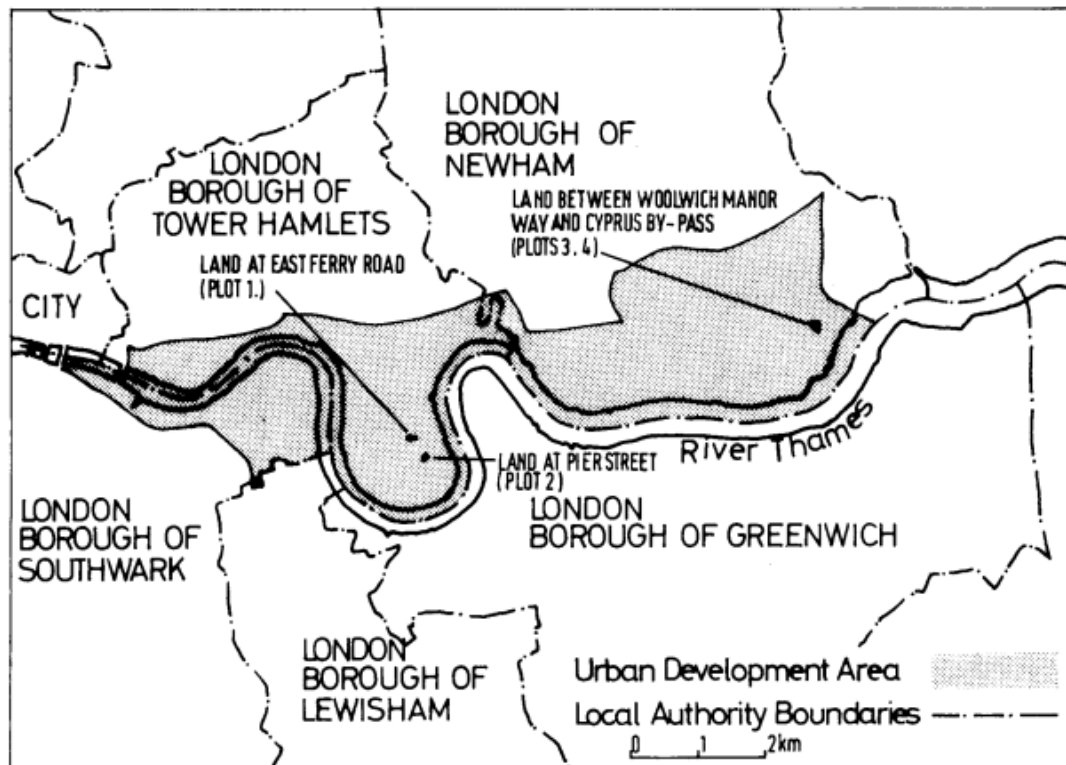 LONDON
BOROUGH OF
NEWHAM
LONDON
BOROUGH OF
TOWER HAMLETS
LAND BETWEEN WOOLWICH MANOR
WAY AND CYPRUS BY-PASS
(PLOTS 3.4)
LAND AT EAST FERRY ROAD
(PLOT 1.)
CITY
River Thames
LAND AT PIER STREET
(PLOT 2)
LONDON
BOROUGH OF
SOUTHWARK
LONDON
BOROUGH OF GREENWICH
LONDON
BOROUGH OF
LEWISHAM
Urban Development Area
Local Authority Boundaries
0 1 2km